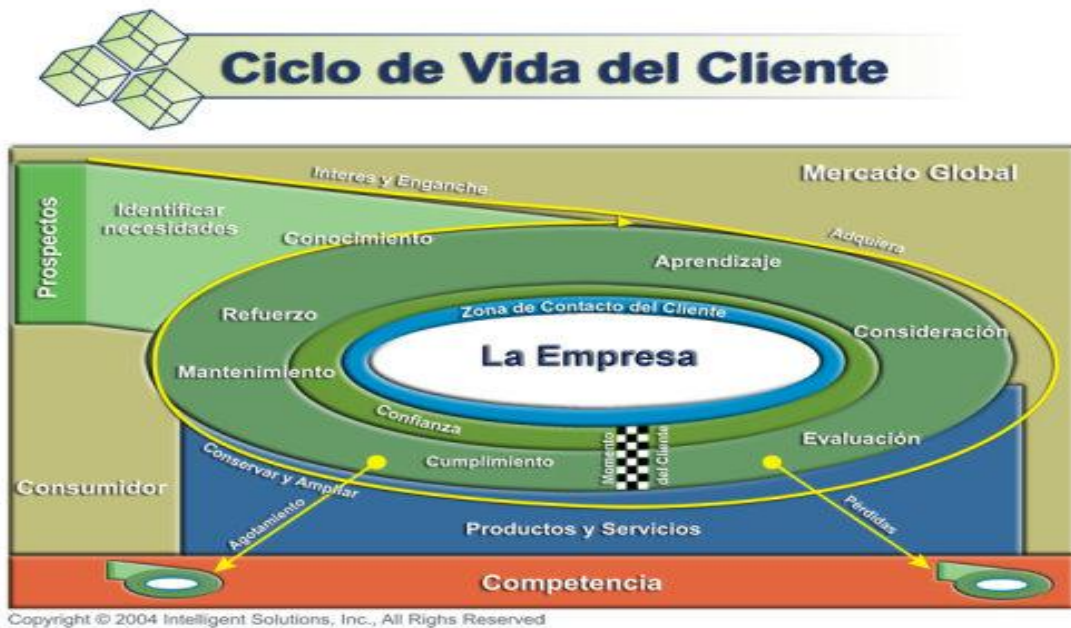 Ciclo de Vida del Cliente
Mercado Global
Interes y Enganche
Prospectos
Identificar
necesidades
Conocimiento
Adquiera
Aprendizaje
Refuerzo
Zona de Contacto del Cliente
Consideración
La Empresa
Mantenimiento
Confianza
Momento
del Cliente
Evaluación
Cumplimiento
Conservar y Ampliar
Consumidor
Agotamiento
Productos y Servicios
Pérdidas
Competencia
Copyright © 2004 Intelligent Solutions, Inc., All Righs Reserved